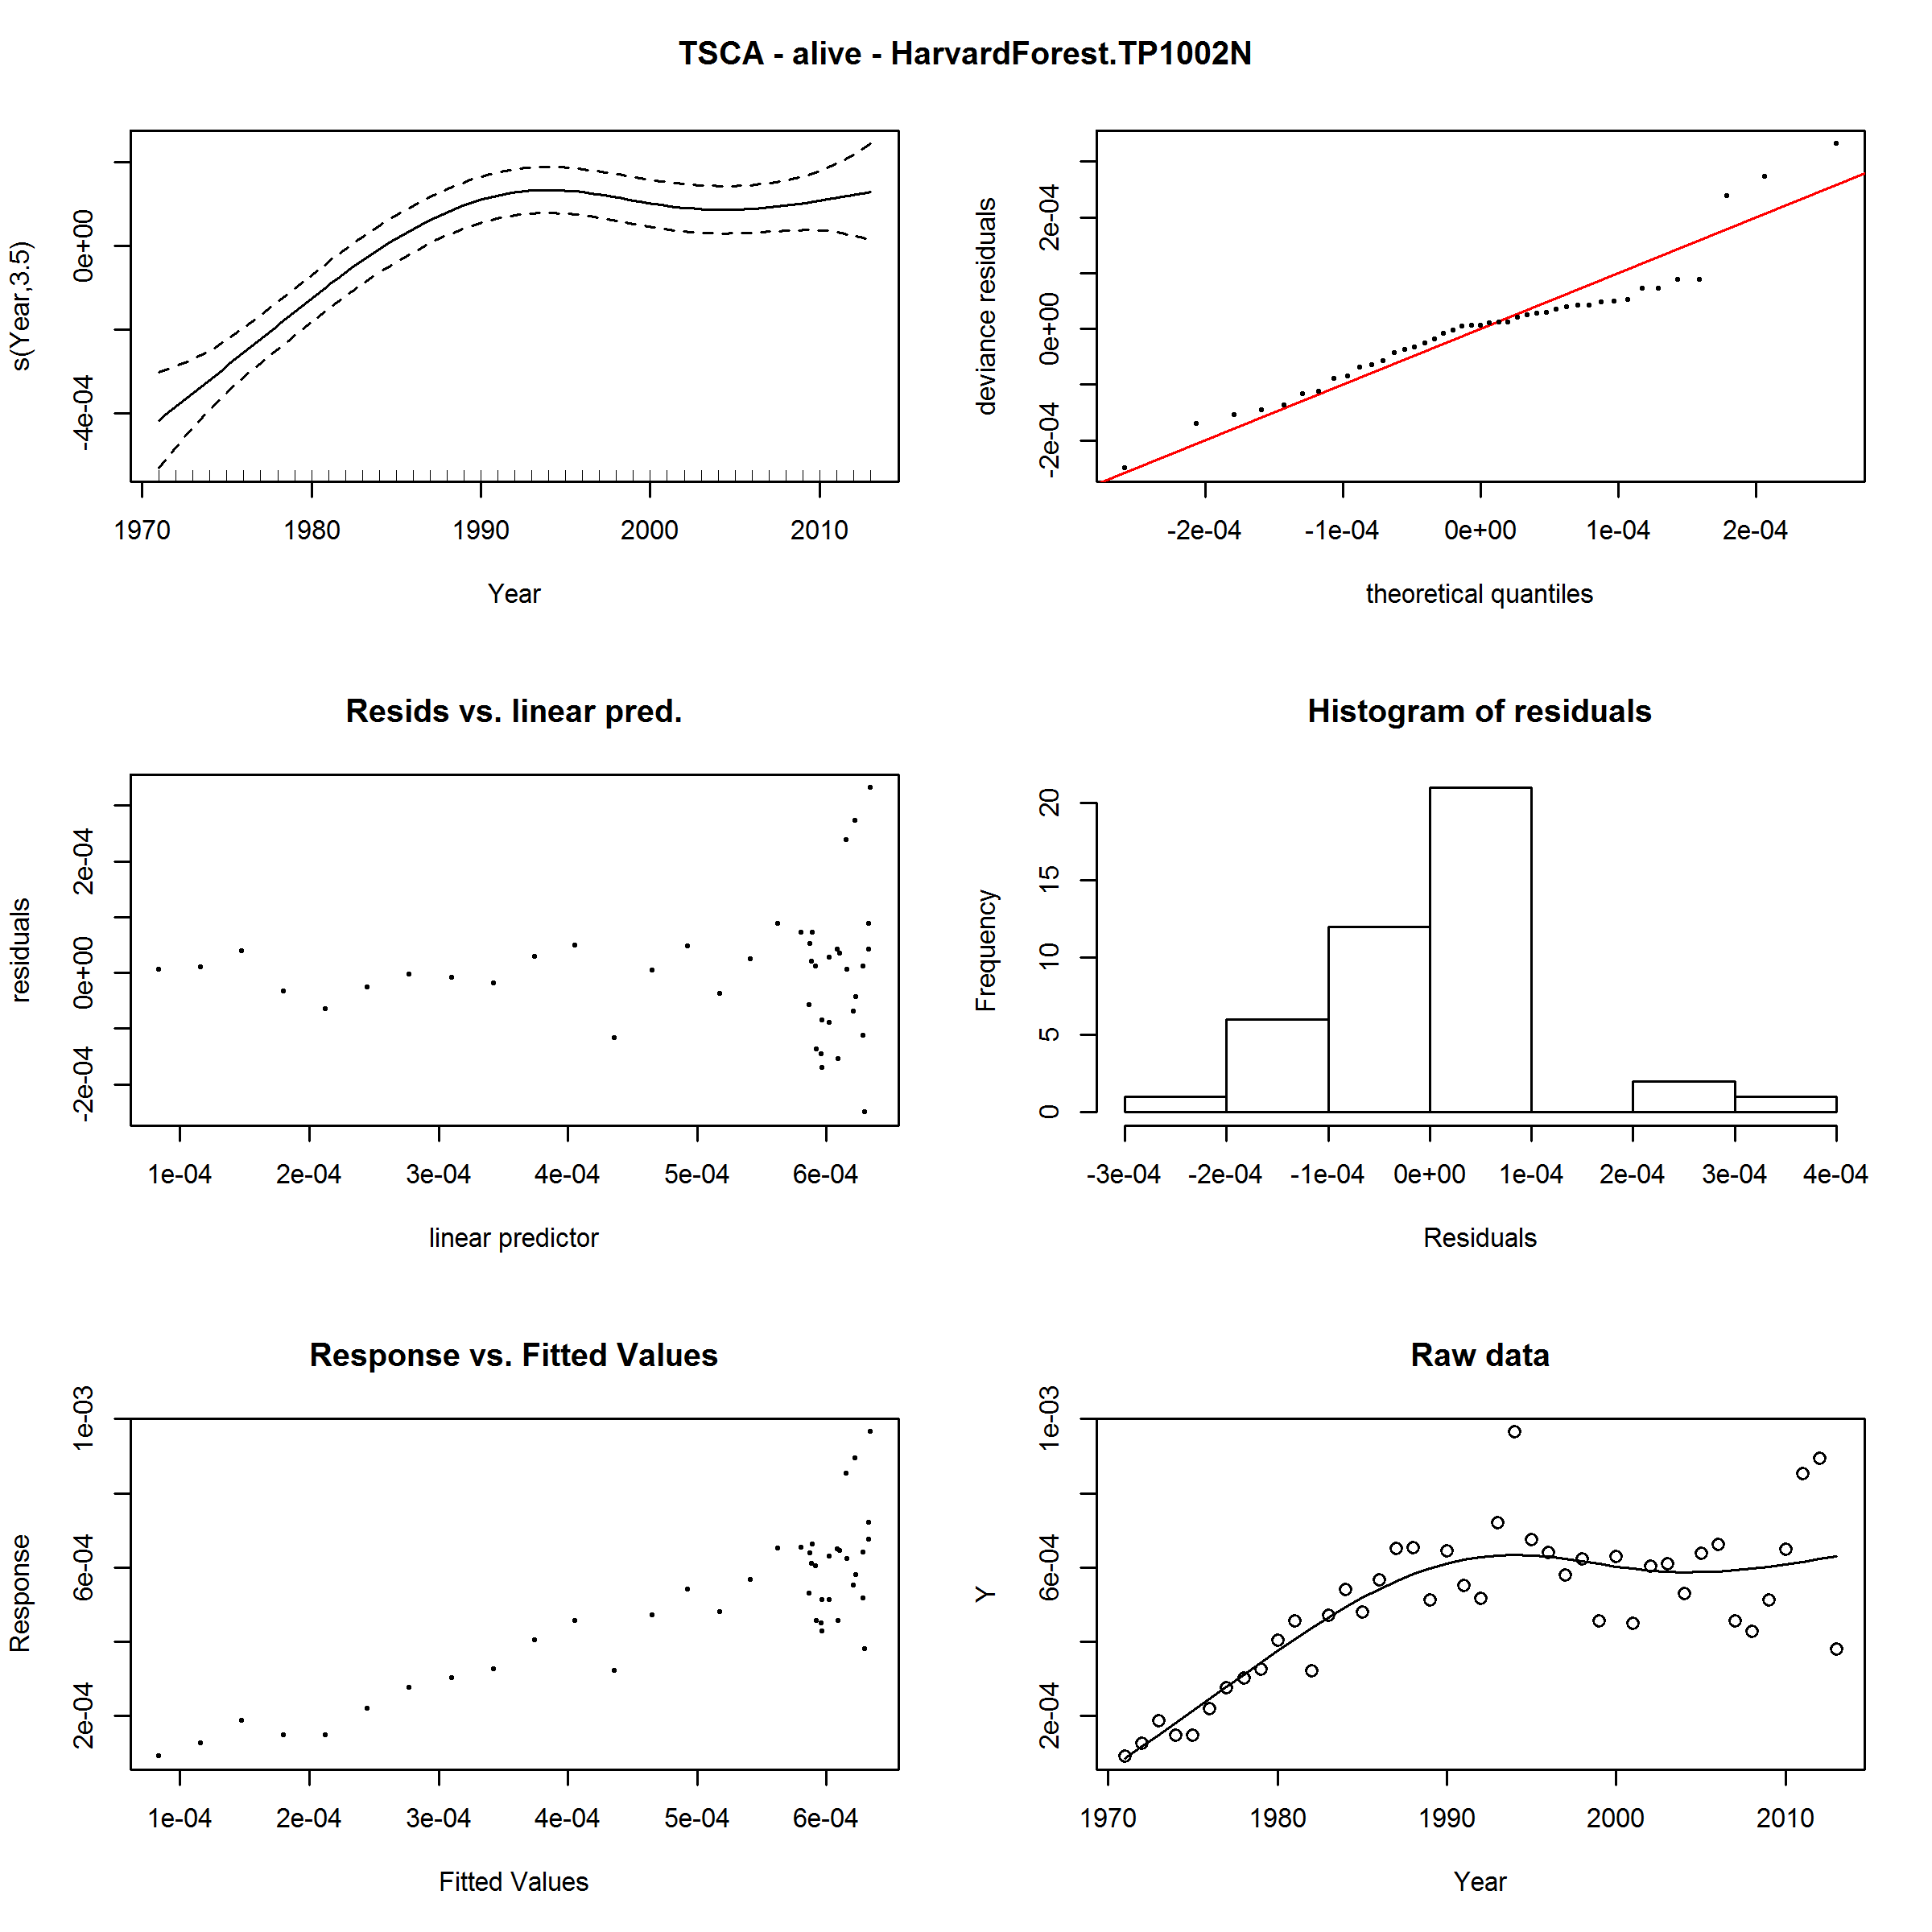 TSCA - alive - HarvardForest.TP1002N
s(Year,3.5)
0e+00
-4e-04
1970 1980 1990 2000 2010
Year
deviance residuals
2e-04
0e+00
-2e-04
-2e-04 -1e-04 0e+00 1e-04 2e-04
theoretical quantiles
Resids vs. linear pred.
residuals
2e-04
0e+00
-2e-04
1e-04 2e-04 3e-04 4e-04 5e-04 6e-04
linear predictor
Histogram of residuals
Frequency
20
15
10
5
0
-3e-04 -2e-04 -1e-04 0e+00 1e-04 2e-04 3e-04 4e-04
Residuals
Response vs. Fitted Values
Response
1e-03
6e-04
2e-04
1e-04 2e-04 3e-04 4e-04 5e-04 6e-04
Fitted Values
Raw data
Y
1e-03
6e-04
2e-04
1970 1980 1990 2000 2010
Year